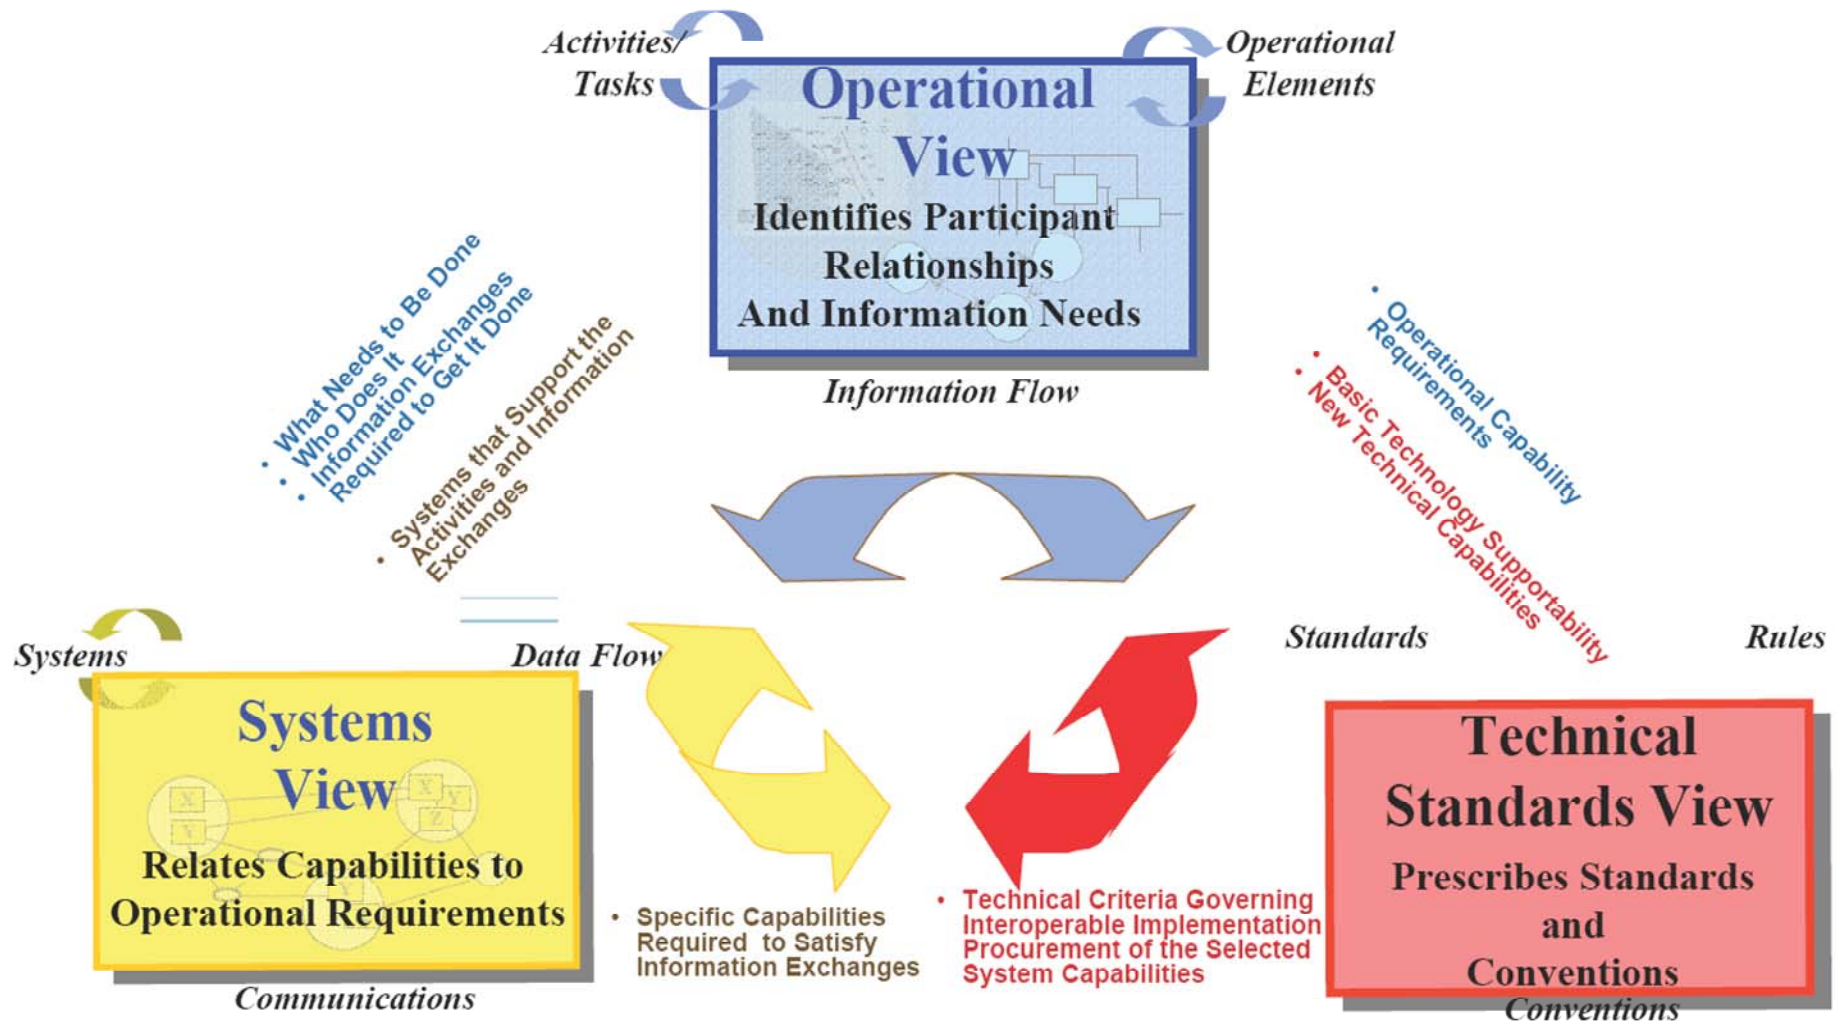 Activities/
Tasks
Operational
Elements
Operational
View
Identifies Participant
Relationships
And Information Needs
Information Flow
• What Needs to Be Done
• Who Does It
• Information Exchanges
Required to Get It Done
• Systems that Support the
Activities and Information
Exchanges
• Operational Capability
Requirements
• Basic Technology Supportability
• New Technical Capabilities
Systems
Data Flow
Systems
View
X
Y
X
Y
Z
Relates Capabilities to
Operational Requirements
Communications
• Specific Capabilities
Required to Satisfy
Information Exchanges
• Technical Criteria Governing
Interoperable Implementation
Procurement of the Selected
System Capabilities
Standards
Rules
Technical
Standards View
Prescribes Standards
and
Conventions
Conventions